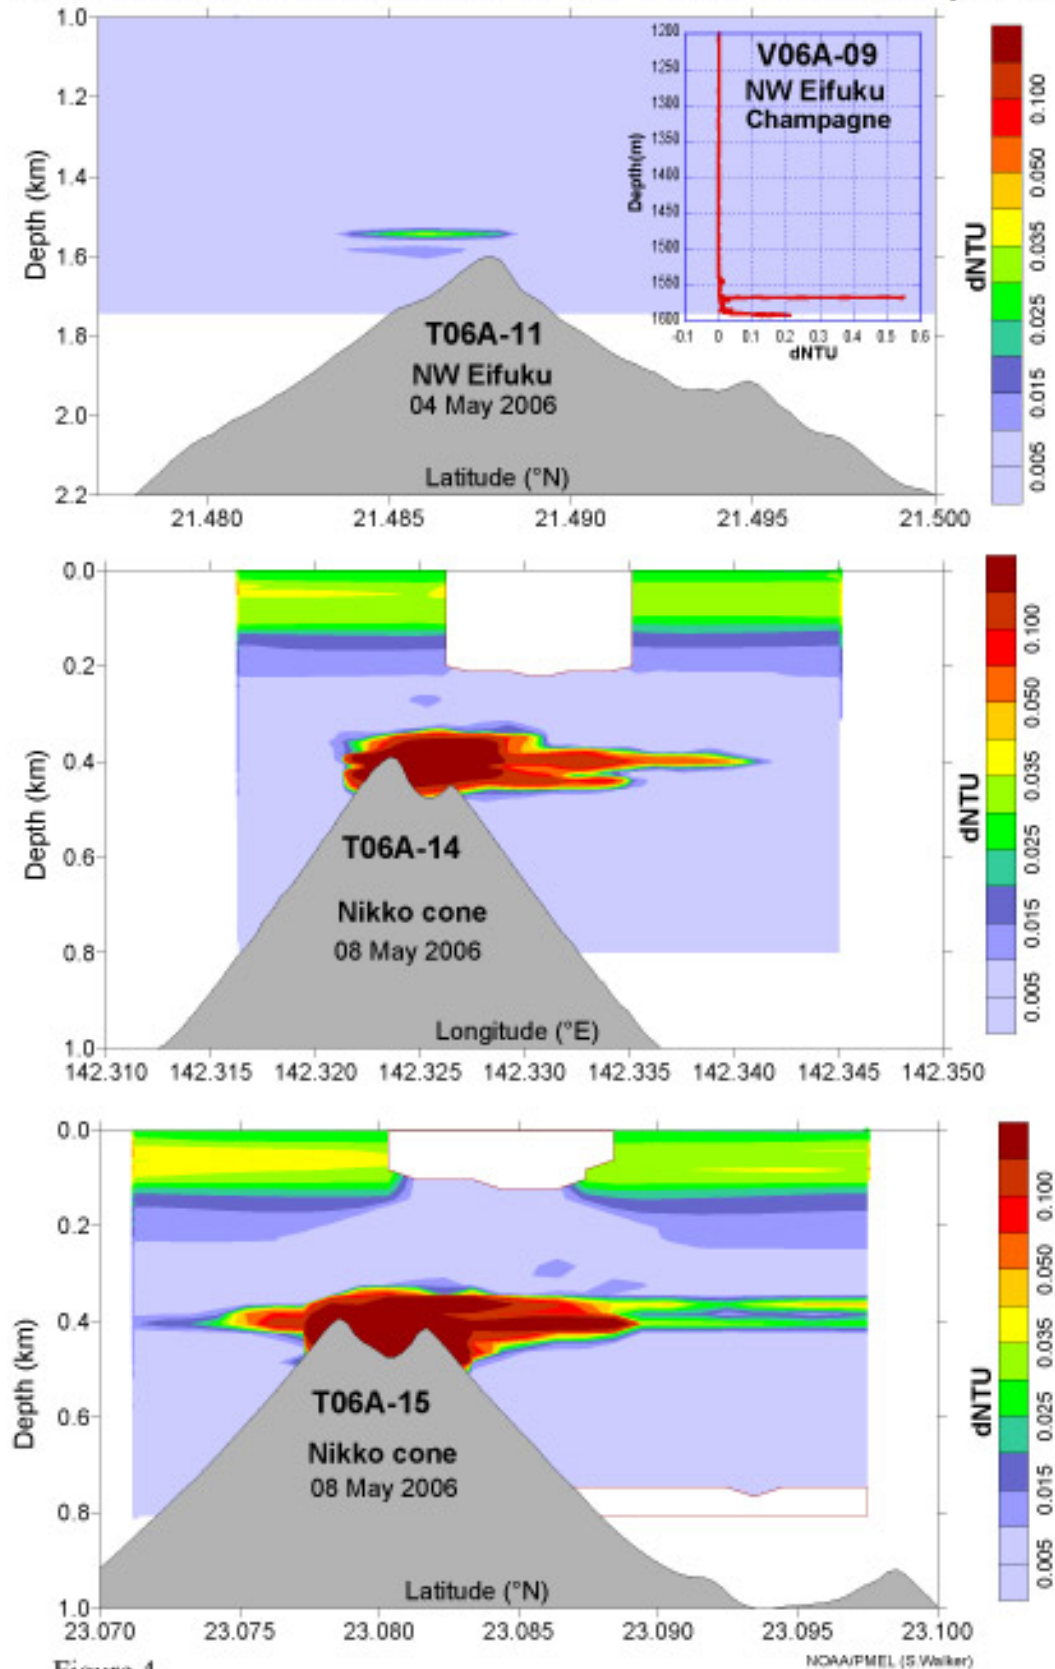 1.0
1.2
1.4
1.6
1.8
2.0
2.2
Depth (km)
T06A-11
NW Eifuku
04 May 2006
Latitude (°N)
21.480 21.485 21.490 21.495 21.500
V06A-09
NW Eifuku
Champagne
1200
1250
1300
1350
1400
1450
1500
1550
1600
Depth(m)
-0.1 0 0.1 0.2 0.3 0.4 0.5 0.6
dNTU
dNTU
0.100
0.050
0.035
0.025
0.015
0.005
0.0
0.2
0.4
0.6
0.8
1.0
Depth (km)
T06A-14
Nikko cone
08 May 2006
Longitude (°E)
142.310 142.315 142.320 142.325 142.330 142.335 142.340 142.345 142.350
dNTU
0.100
0.050
0.035
0.025
0.015
0.005
0.0
0.2
0.4
0.6
0.8
1.0
Depth (km)
T06A-15
Nikko cone
08 May 2006
Latitude (°N)
23.070 23.075 23.080 23.085 23.090 23.095 23.100
dNTU
0.100
0.050
0.035
0.025
0.015
0.005
NOAA/PMEL (S.Walker)
Figure 4